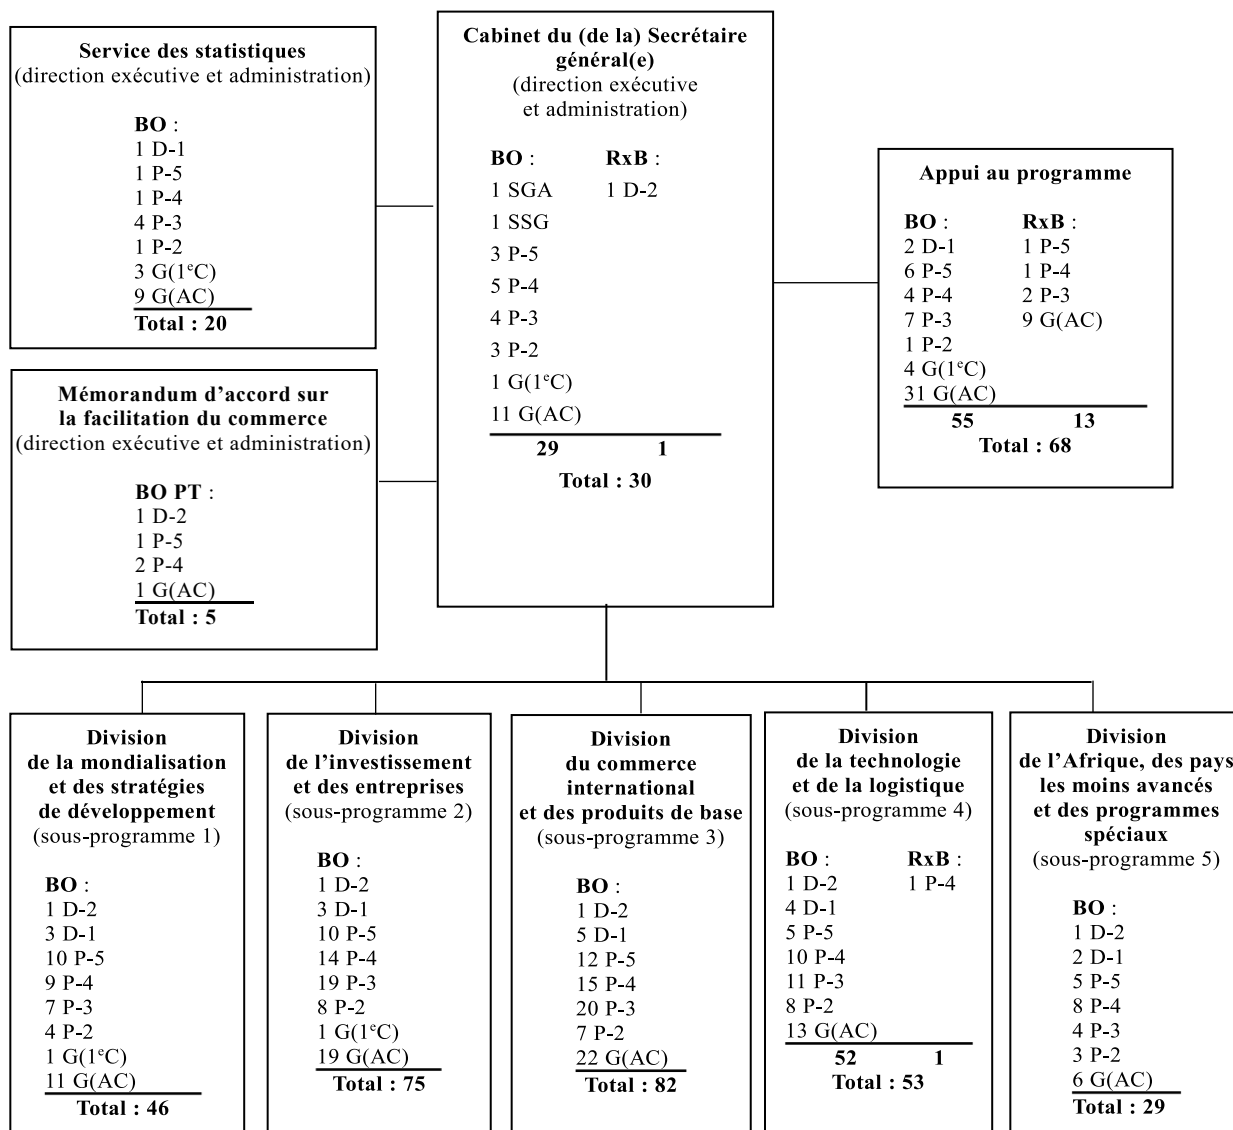 Service des statistiques
(direction exécutive et administration)
BO :
1 D-1
1 P-5
1 P-4
4 P-3
1 P-2
3 G(1ᵉC)
9 G(AC)
Total : 20
Cabinet du (de la) Secrétaire
général(e)
(direction exécutive
et administration)
BO :
1 SGA
1 SSG
3 P-5
5 P-4
4 P-3
3 P-2
1 G(1ᵉC)
11 G(AC)
29
RxB :
1 D-2
1
Total : 30
Appui au programme
BO :
2 D-1
6 P-5
4 P-4
7 P-3
1 P-2
4 G(1ᵉC)
31 G(AC)
55
RxB :
1 P-5
1 P-4
2 P-3
9 G(AC)
13
Total : 68
Mémorandum d'accord sur
la facilitation du commerce
(direction exécutive et administration)
BO PT :
1 D-2
1 P-5
2 P-4
1 G(AC)
Total : 5
Division
de la mondialisation
et des stratégies
de développement
(sous-programme 1)
BO :
1 D-2
3 D-1
10 P-5
9 P-4
7 P-3
4 P-2
1 G(1ᵉC)
11 G(AC)
Total : 46
Division
de l'investissement
et des entreprises
(sous-programme 2)
BO :
1 D-2
3 D-1
10 P-5
14 P-4
19 P-3
8 P-2
1 G(1ᵉC)
19 G(AC)
Total : 75
Division
du commerce
international
et des produits de base
(sous-programme 3)
BO :
1 D-2
5 D-1
12 P-5
15 P-4
20 P-3
7 P-2
22 G(AC)
Total : 82
Division
de la technologie
et de la logistique
(sous-programme 4)
BO :
1 D-2
4 D-1
5 P-5
10 P-4
11 P-3
8 P-2
13 G(AC)
52
RxB :
1 P-4
1
Total : 53
Division
de l'Afrique, des pays
les moins avancés
et des programmes
spéciaux
(sous-programme 5)
BO :
1 D-2
2 D-1
5 P-5
8 P-4
4 P-3
3 P-2
6 G(AC)
Total : 29